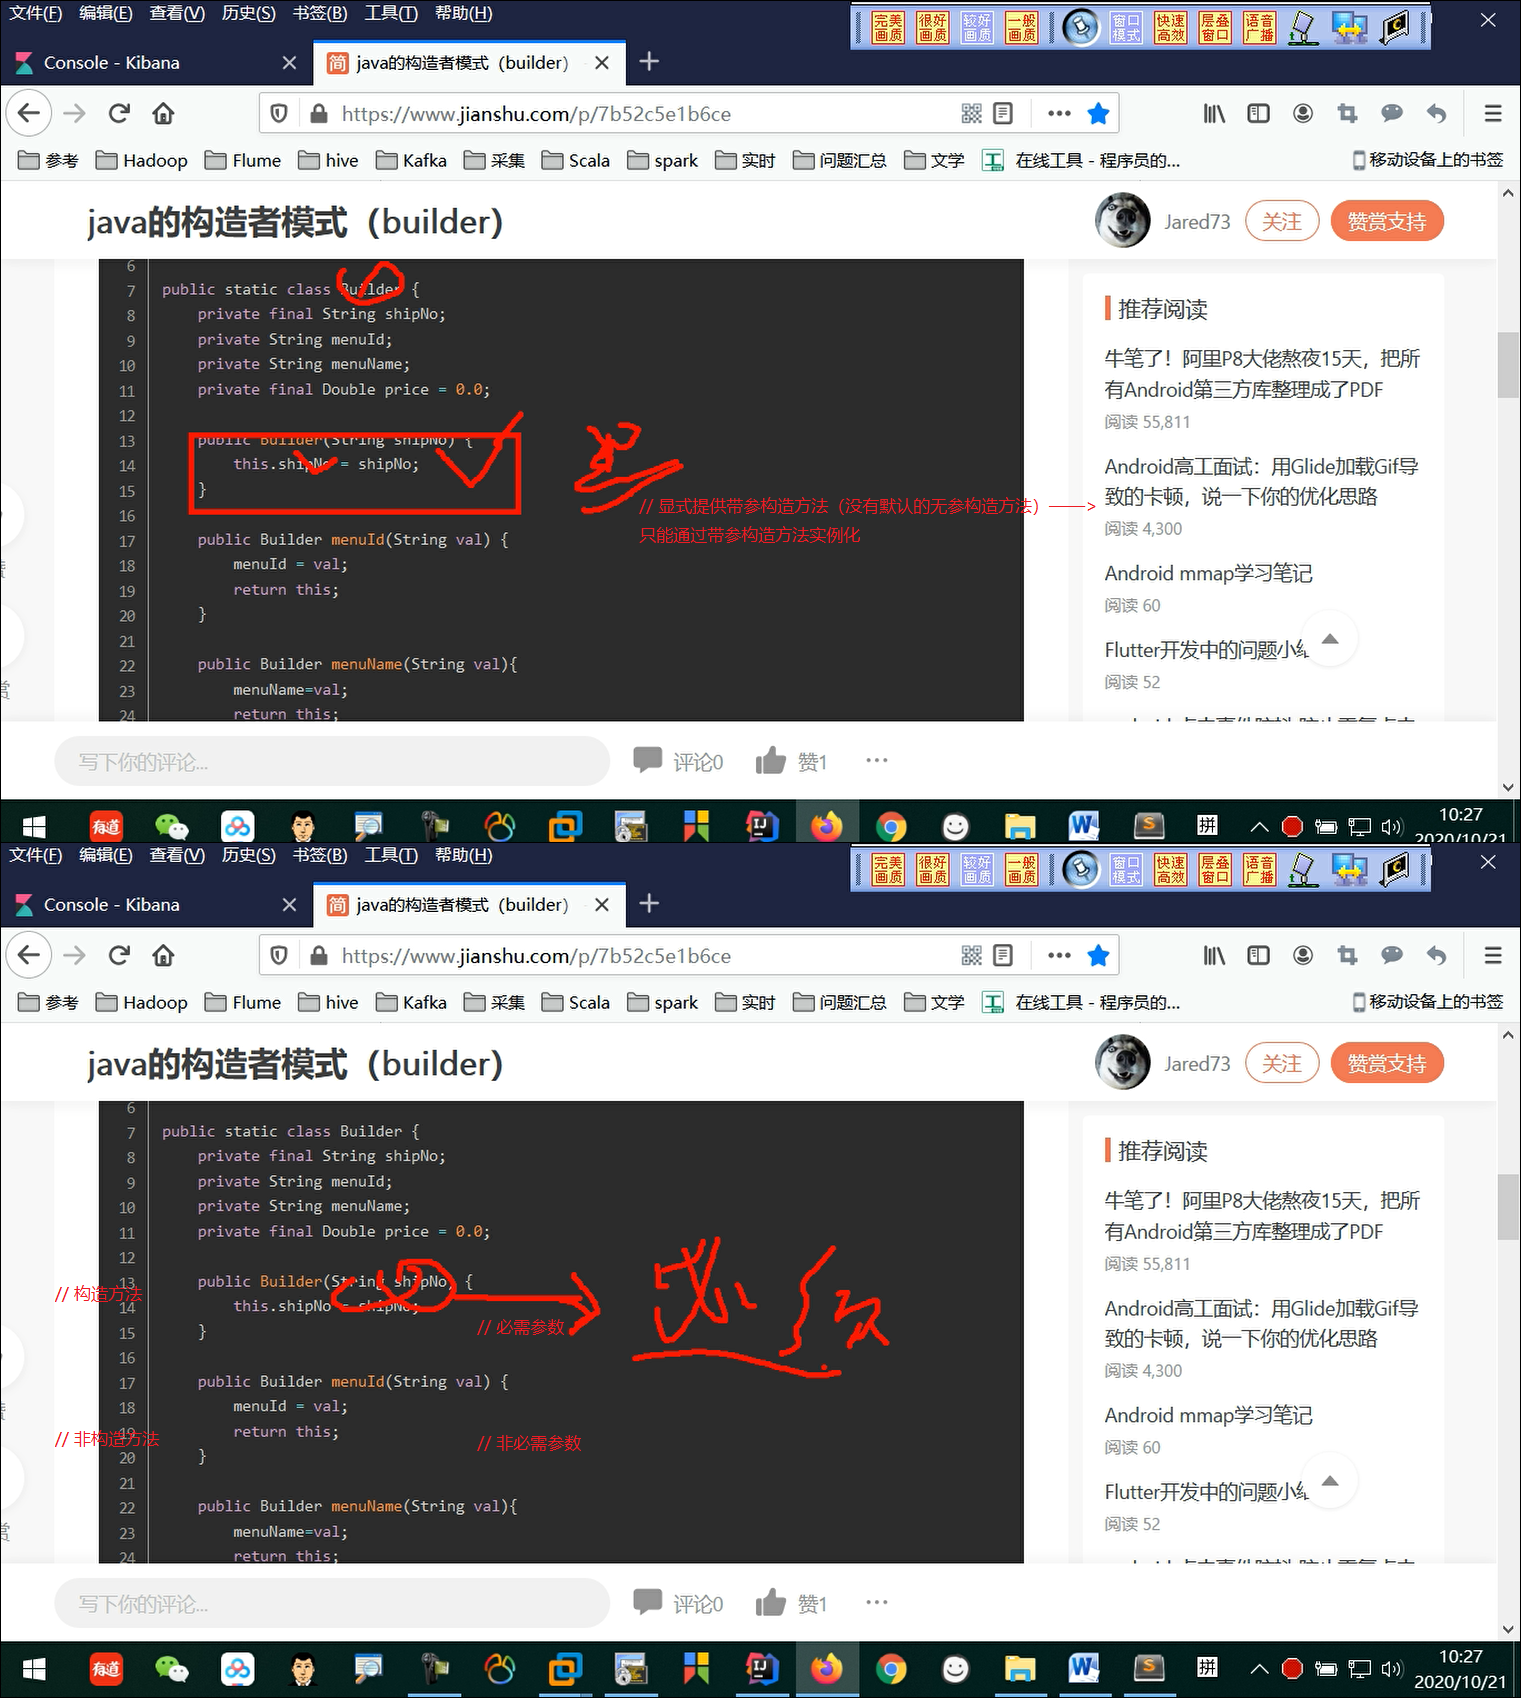 文件(F) 编辑(E) 查看(V) 历史(S) 书签(B) 工具(T) 帮助(H)
完美画质 很好画质 较好画质 一般画质 窗口模式 快速高效 层叠窗口 语音广播
Console - Kibana
简 java的构造者模式（builder）
https://www.jianshu.com/p/7b52c5e1b6ce
参考 Hadoop Flume hive Kafka 采集 Scala spark 实时 问题汇总 文学 在线工具 - 程序员的... 移动设备上的书签
java的构造者模式（builder）
Jared73 关注 赞赏支持
6
7 public static class Builder {
8 private final String shipNo;
9 private String menuId;
10 private String menuName;
11 private final Double price = 0.0;
12
13 public Builder(String shipNo) {
14 this.shipNo = shipNo;
15 }
16
17 public Builder menuId(String val) {
18 menuId = val;
19 return this;
20 }
21
22 public Builder menuName(String val){
23 menuName=val;
24 return this;
// 显式提供带参构造方法（没有默认的无参构造方法）——>
只能通过带参构造方法实例化
推荐阅读
牛笔了！阿里P8大佬熬夜15天，把所
有Android第三方库整理成了PDF
阅读 55,811
Android高工面试：用Glide加载Gif导
致的卡顿，说一下你的优化思路
阅读 4,300
Android mmap学习笔记
阅读 60
Flutter开发中的问题小结
阅读 52
赏
写下你的评论...
评论0 赞1
有道 拼 10:27
2020/10/21
文件(F) 编辑(E) 查看(V) 历史(S) 书签(B) 工具(T) 帮助(H)
完美画质 很好画质 较好画质 一般画质 窗口模式 快速高效 层叠窗口 语音广播
Console - Kibana
简 java的构造者模式（builder）
https://www.jianshu.com/p/7b52c5e1b6ce
参考 Hadoop Flume hive Kafka 采集 Scala spark 实时 问题汇总 文学 在线工具 - 程序员的... 移动设备上的书签
java的构造者模式（builder）
Jared73 关注 赞赏支持
6
7 public static class Builder {
8 private final String shipNo;
9 private String menuId;
10 private String menuName;
11 private final Double price = 0.0;
12
13 public Builder(String shipNo) {
// 构造方法
14 this.shipNo = shipNo;
// 必需参数
15 }
16
17 public Builder menuId(String val) {
18 menuId = val;
19 return this;
// 非构造方法
// 非必需参数
20 }
21
22 public Builder menuName(String val){
23 menuName=val;
24 return this;
推荐阅读
牛笔了！阿里P8大佬熬夜15天，把所
有Android第三方库整理成了PDF
阅读 55,811
Android高工面试：用Glide加载Gif导
致的卡顿，说一下你的优化思路
阅读 4,300
Android mmap学习笔记
阅读 60
Flutter开发中的问题小结
阅读 52
赏
写下你的评论...
评论0 赞1
有道 拼 10:27
2020/10/21